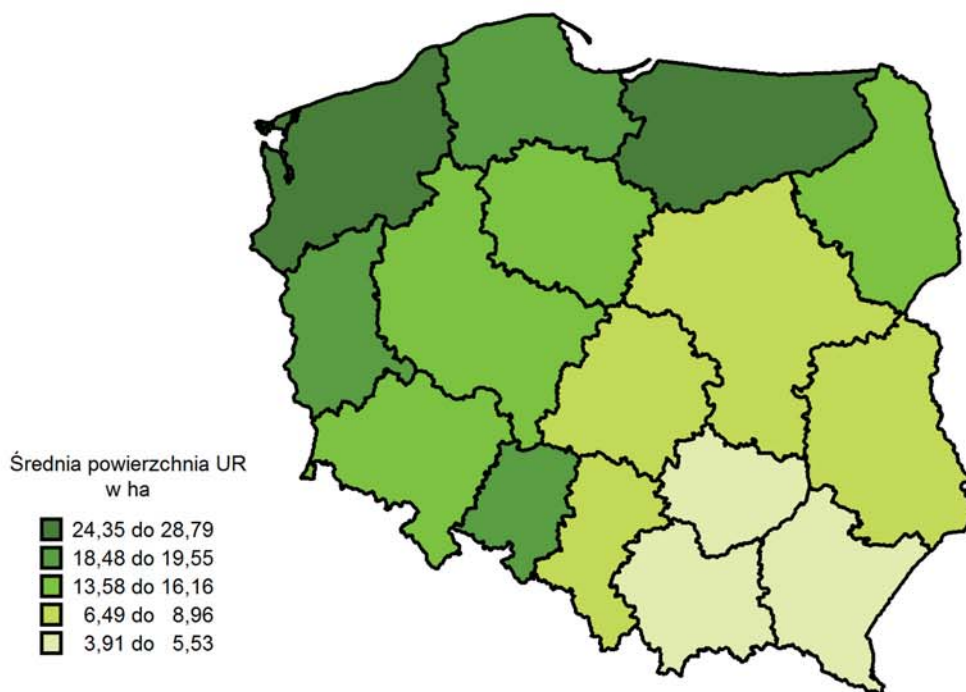 Średnia powierzchnia UR
w ha
24,35 do 28,79
18,48 do 19,55
13,58 do 16,16
6,49 do 8,96
3,91 do 5,53